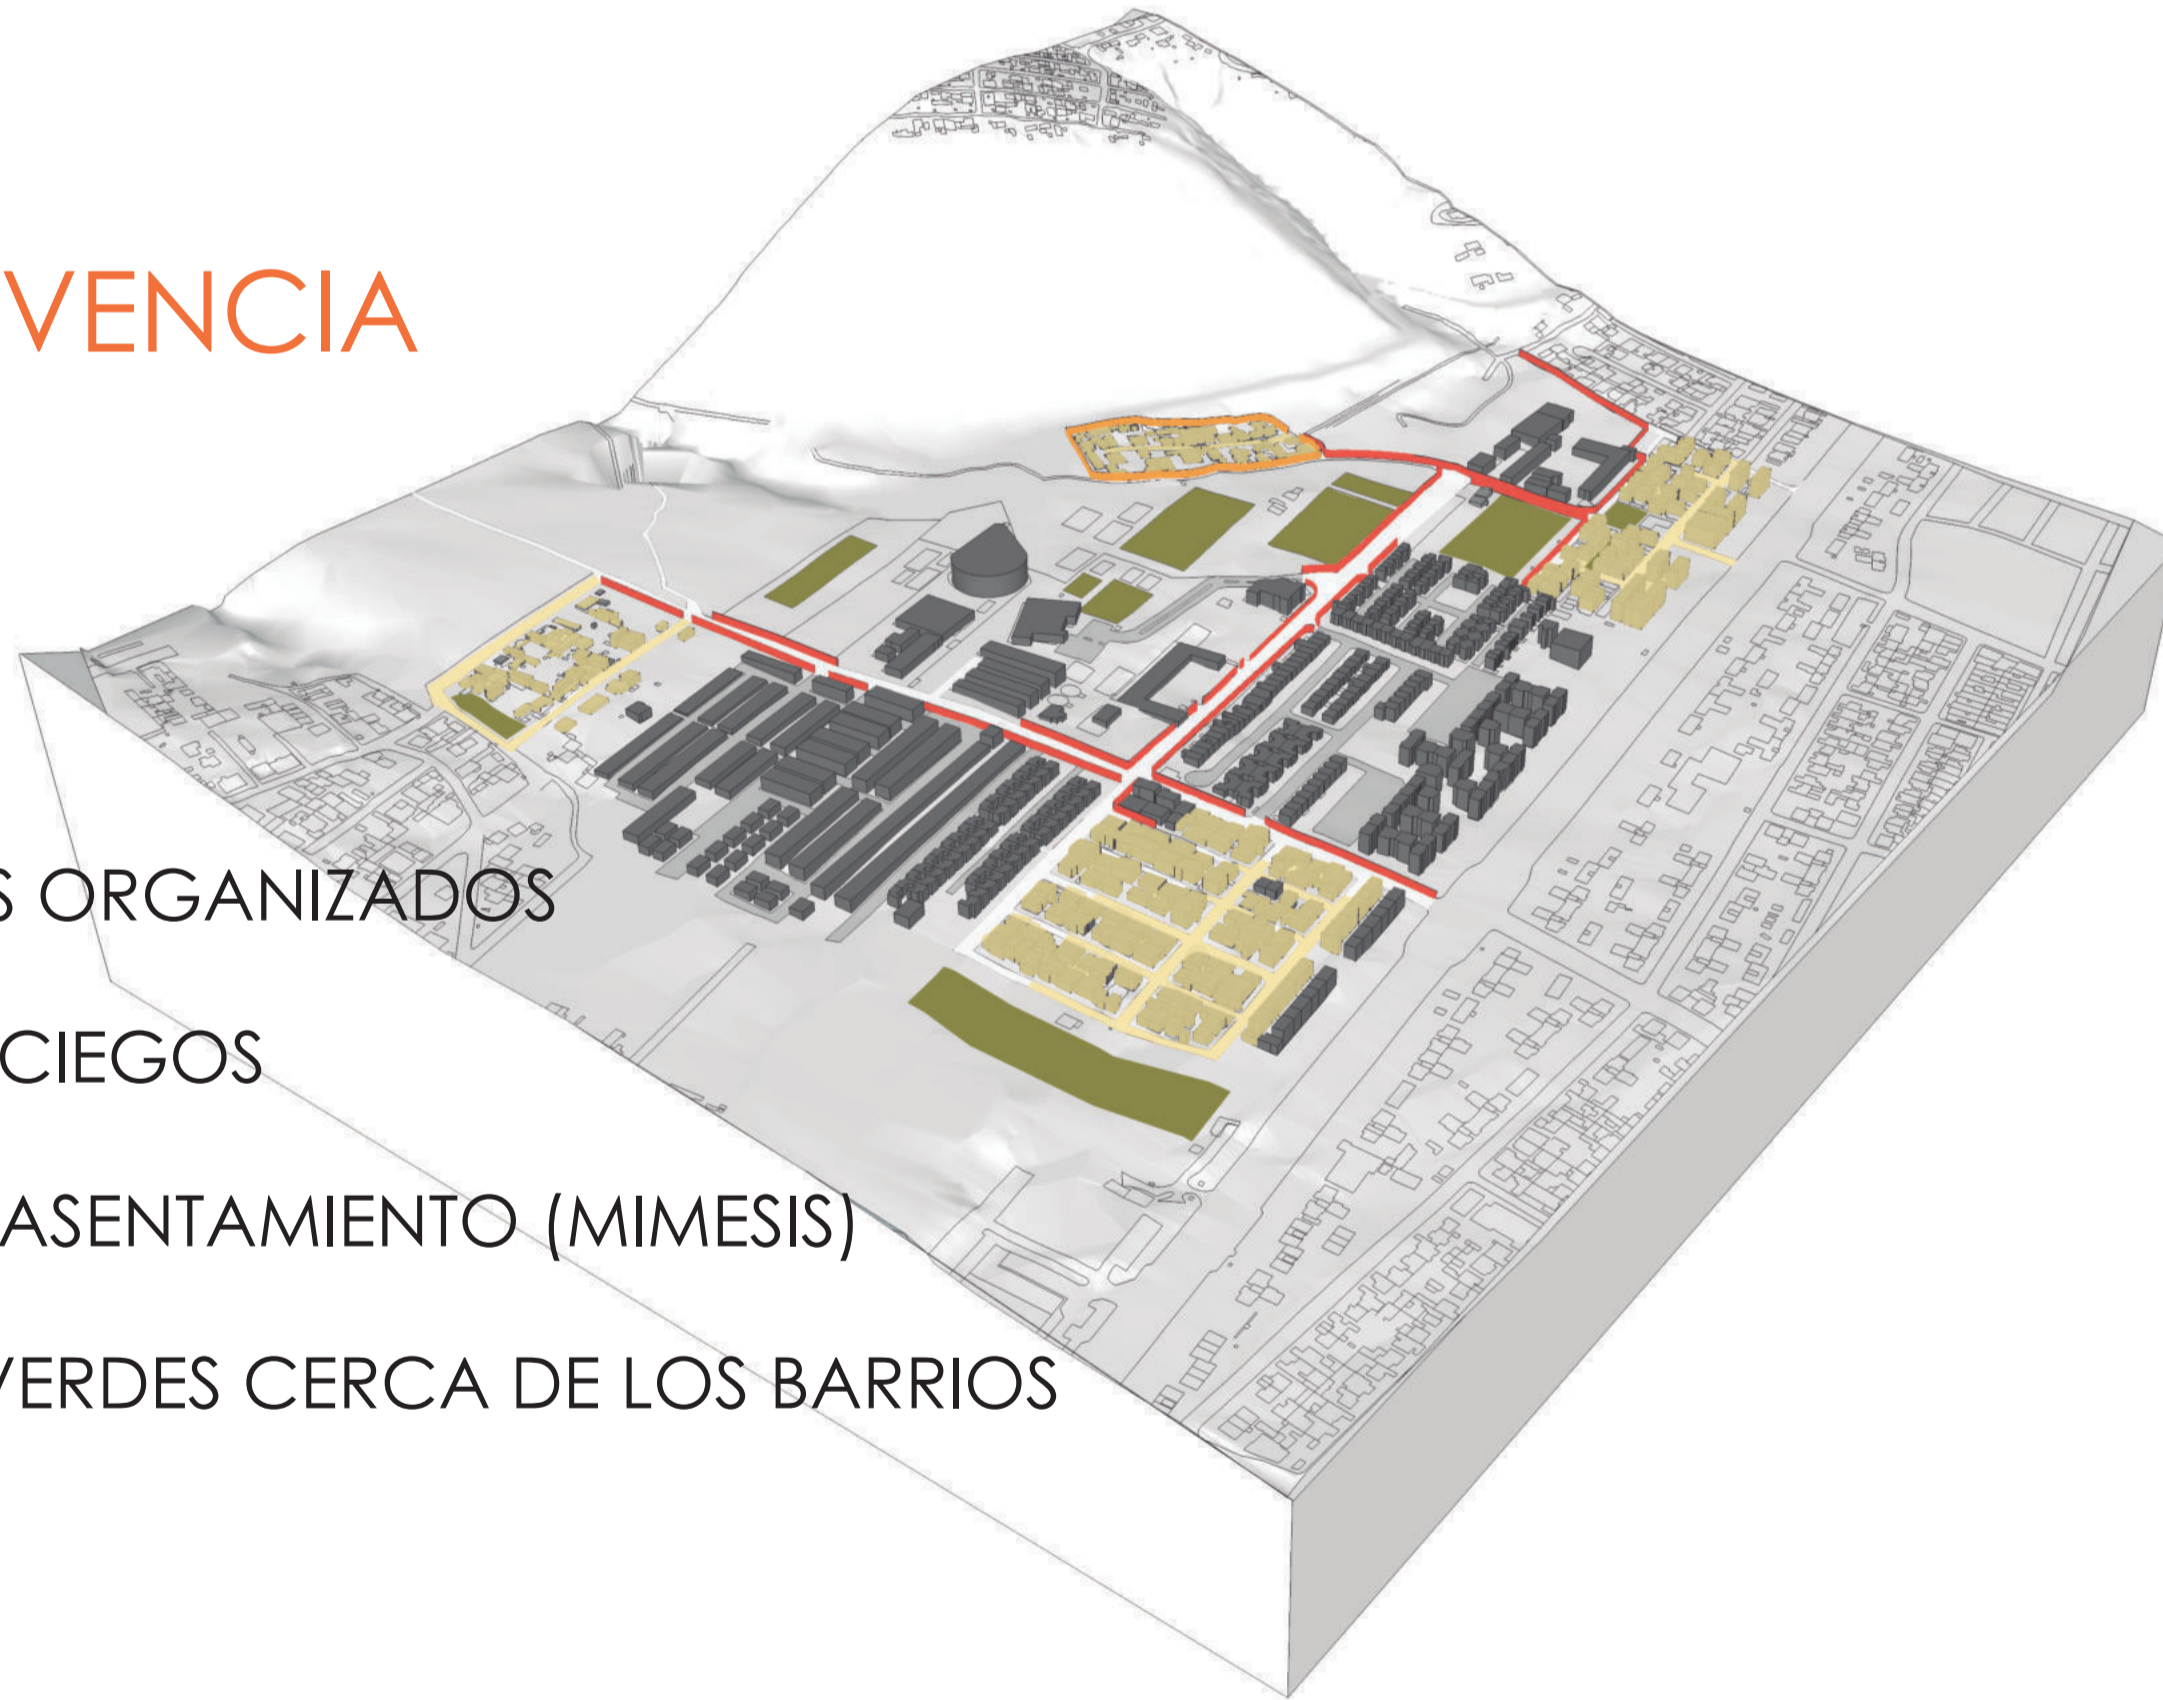 VENCIA
S ORGANIZADOS
CIEGOS
ASENTAMIENTO (MIMESIS)
VERDES CERCA DE LOS BARRIOS